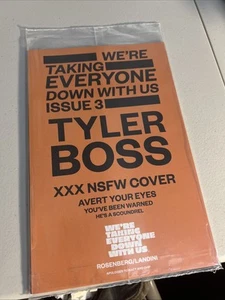 WE'RE
TAKING
EVERYONE
DOWN WITH US
ISSUE 3
TYLER
BOSS
XXX NSFW COVER
AVERT YOUR EYES
YOU'VE BEEN WARNED
HE'S A SCOUNDREL
WE'RE
TAKING
EVERYONE
DOWN
WITH US
ROSENBERG/LANDINI